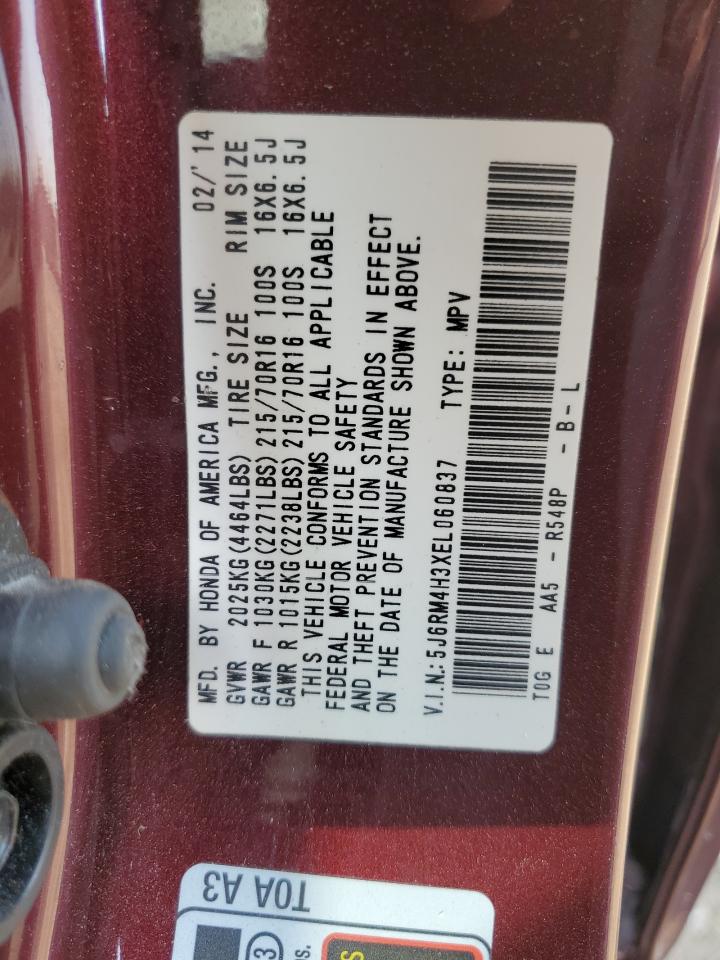 MFD. BY HONDA OF AMERICA MFG., INC. 02/'14
GVWR 2025KG(4464LBS) TIRE SIZE RIM SIZE
GAWR F 1030KG(2271LBS)215/70R16 100S 16X6.5J
GAWR R 1015KG(2238LBS)215/70R16 100S 16X6.5J
THIS VEHICLE CONFORMS TO ALL APPLICABLE
FEDERAL MOTOR VEHICLE SAFETY
AND THEFT PREVENTION STANDARDS IN EFFECT
ON THE DATE OF MANUFACTURE SHOWN ABOVE.
V.I.N.:5J6RM4H3XEL060837 TYPE: MPV
T0G E AA5 - R548P - B - L
T0A A3
3
ns.
S